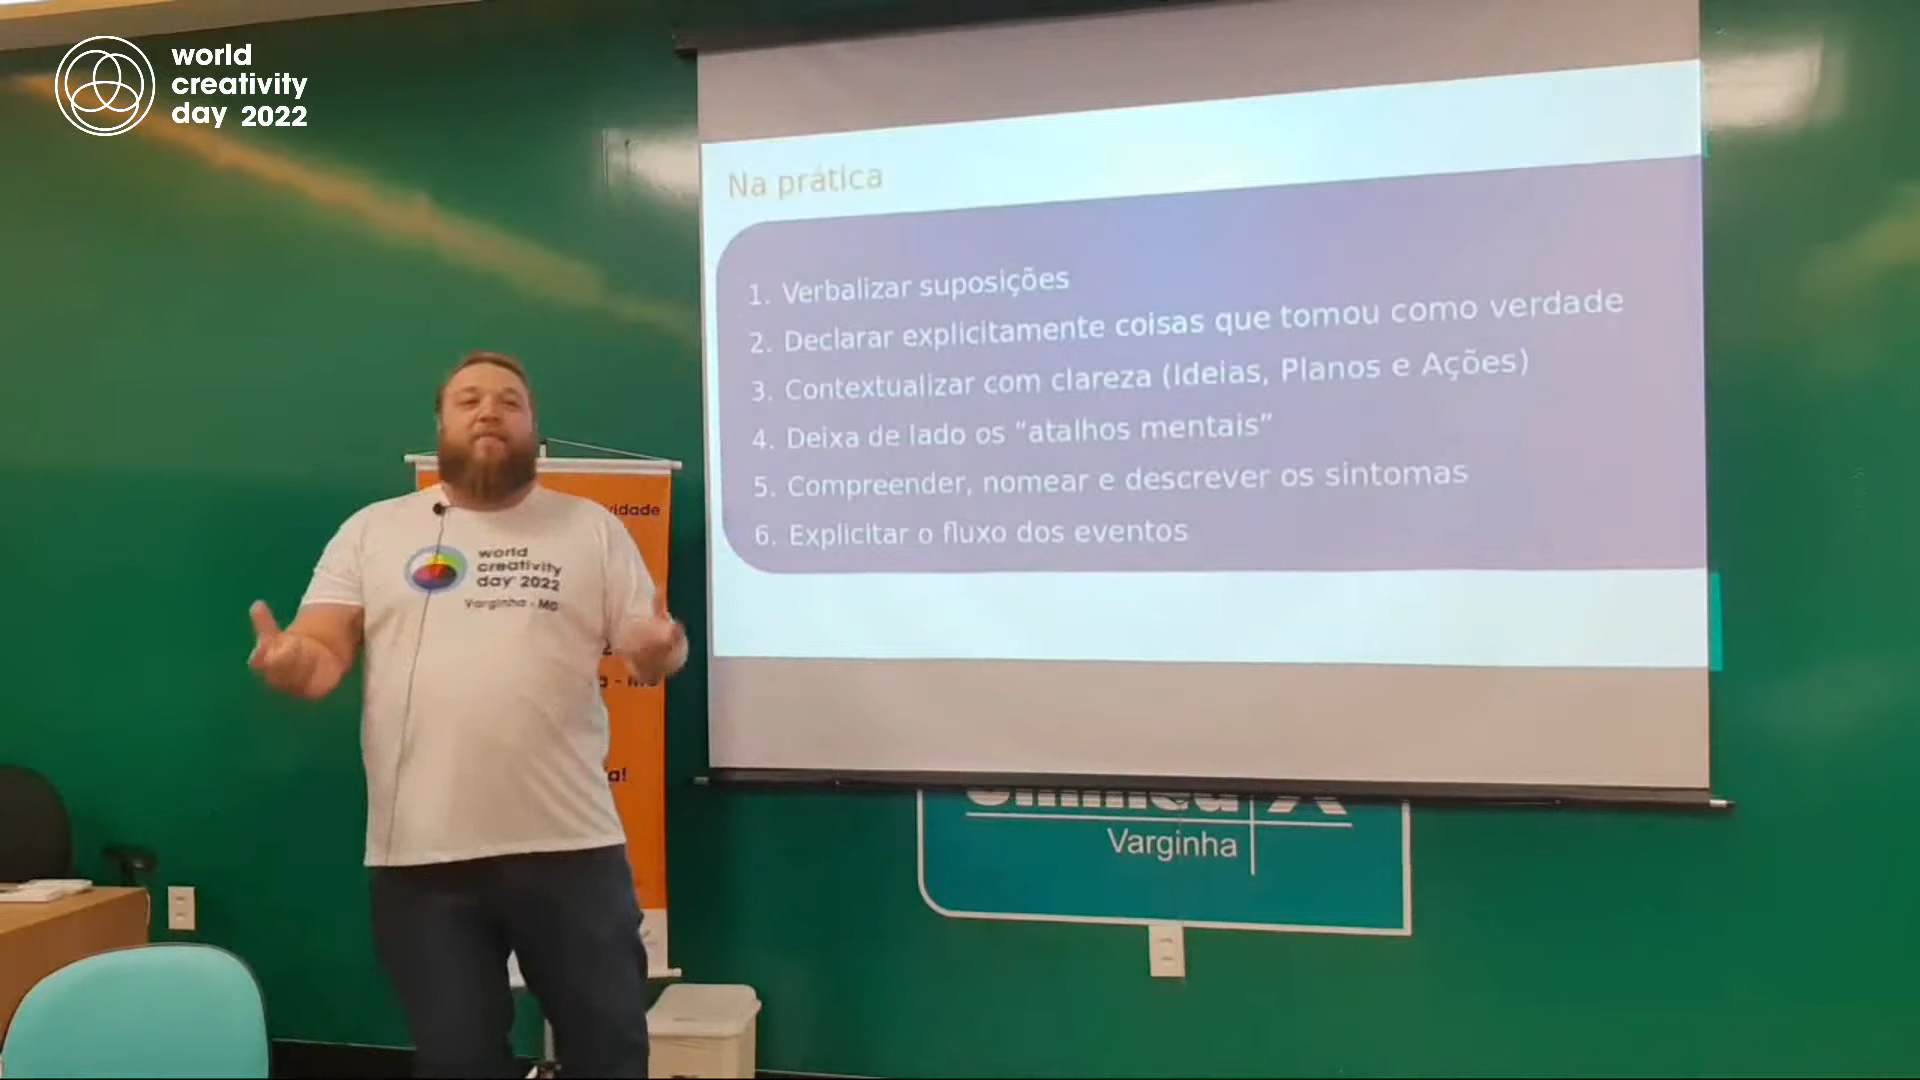 world
creativity
day 2022
Na prática
1. Verbalizar suposições
2. Declarar explicitamente coisas que tomou como verdade
3. Contextualizar com clareza (Ideias, Planos e Ações)
4. Deixa de lado os “atalhos mentais”
5. Compreender, nomear e descrever os sintomas
6. Explicitar o fluxo dos eventos
world
creativity
day 2022
Varginha - MG
Varginha